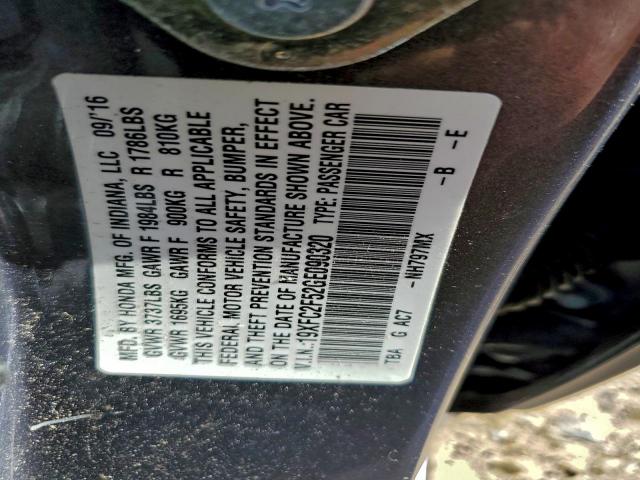 MFD. BY HONDA MFG. OF INDIANA, LLC 09/'16
GVWR 3737LBS GAWR F 1984LBS R 1786LBS
GVWR 1695KG GAWR F 900KG R 810KG
THIS VEHICLE CONFORMS TO ALL APPLICABLE
FEDERAL MOTOR VEHICLE SAFETY, BUMPER,
AND THEFT PREVENTION STANDARDS IN EFFECT
ON THE DATE OF MANUFACTURE SHOWN ABOVE.
V.I.N.: 19XFC2F52GE090320 TYPE: PASSENGER CAR
TBA G AC7 — NH797MX — B — E